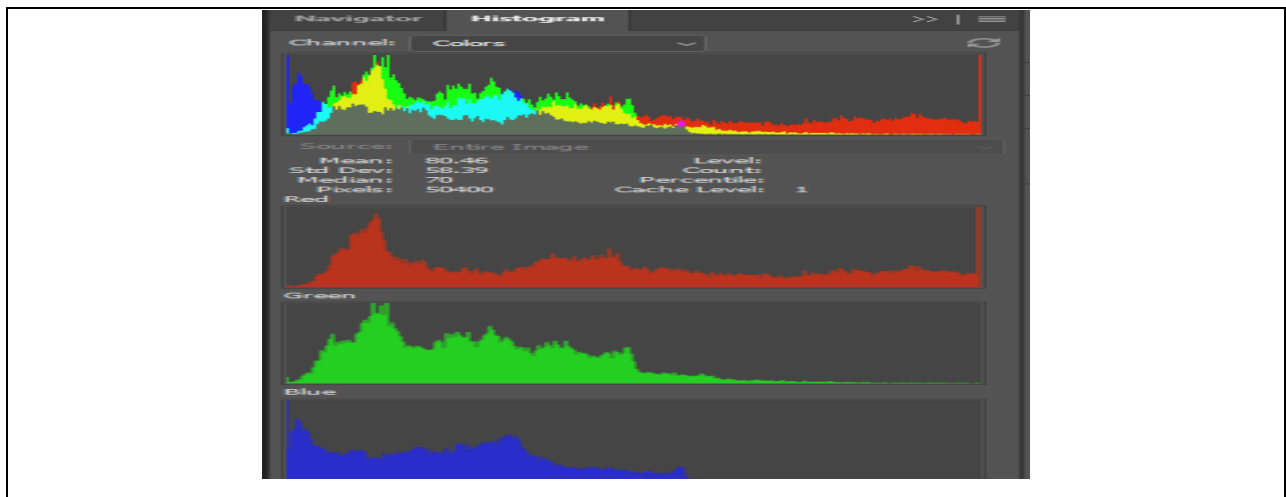 Navigator Histogram >>
Channel: Colors
Source: Entire Image
Mean: 80.46 Level:
Std Dev: 58.39 Count:
Median: 70 Percentile:
Pixels: 50400 Cache Level: 1
Red
Green
Blue